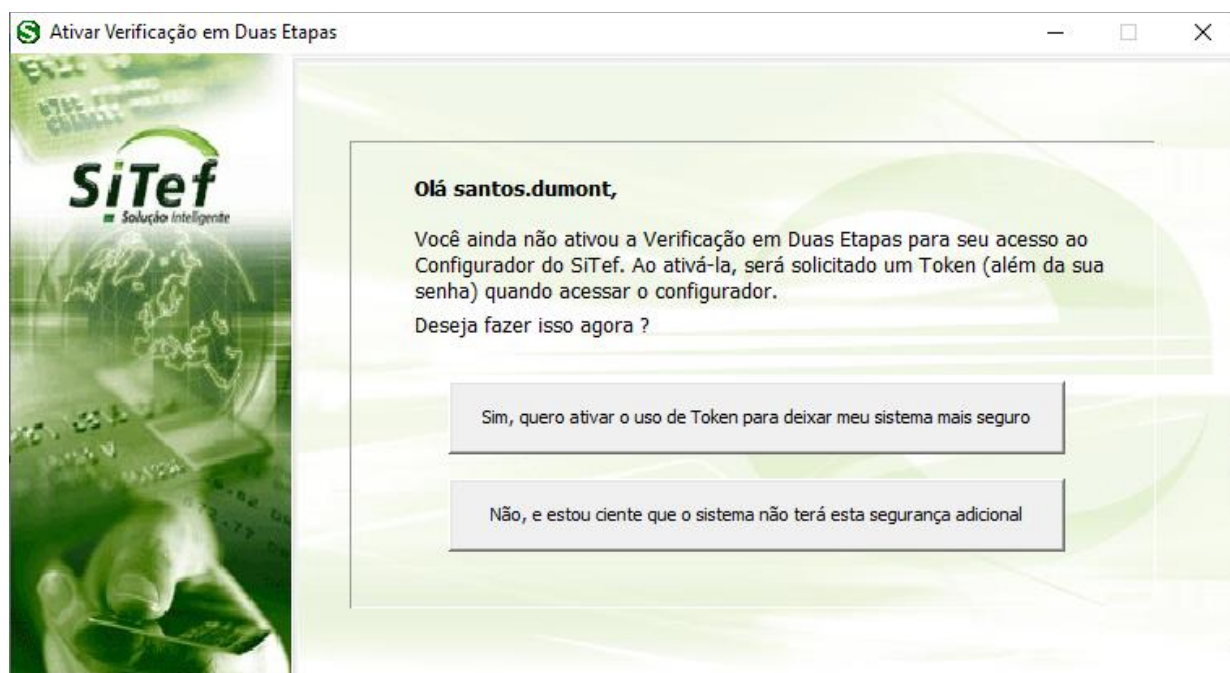 Ativar Verificação em Duas Etapas
SiTef
Solução Inteligente
Olá santos.dumont,
Você ainda não ativou a Verificação em Duas Etapas para seu acesso ao
Configurador do SiTef. Ao ativá-la, será solicitado um Token (além da sua
senha) quando acessar o configurador.
Deseja fazer isso agora ?
Sim, quero ativar o uso de Token para deixar meu sistema mais seguro
Não, e estou ciente que o sistema não terá esta segurança adicional